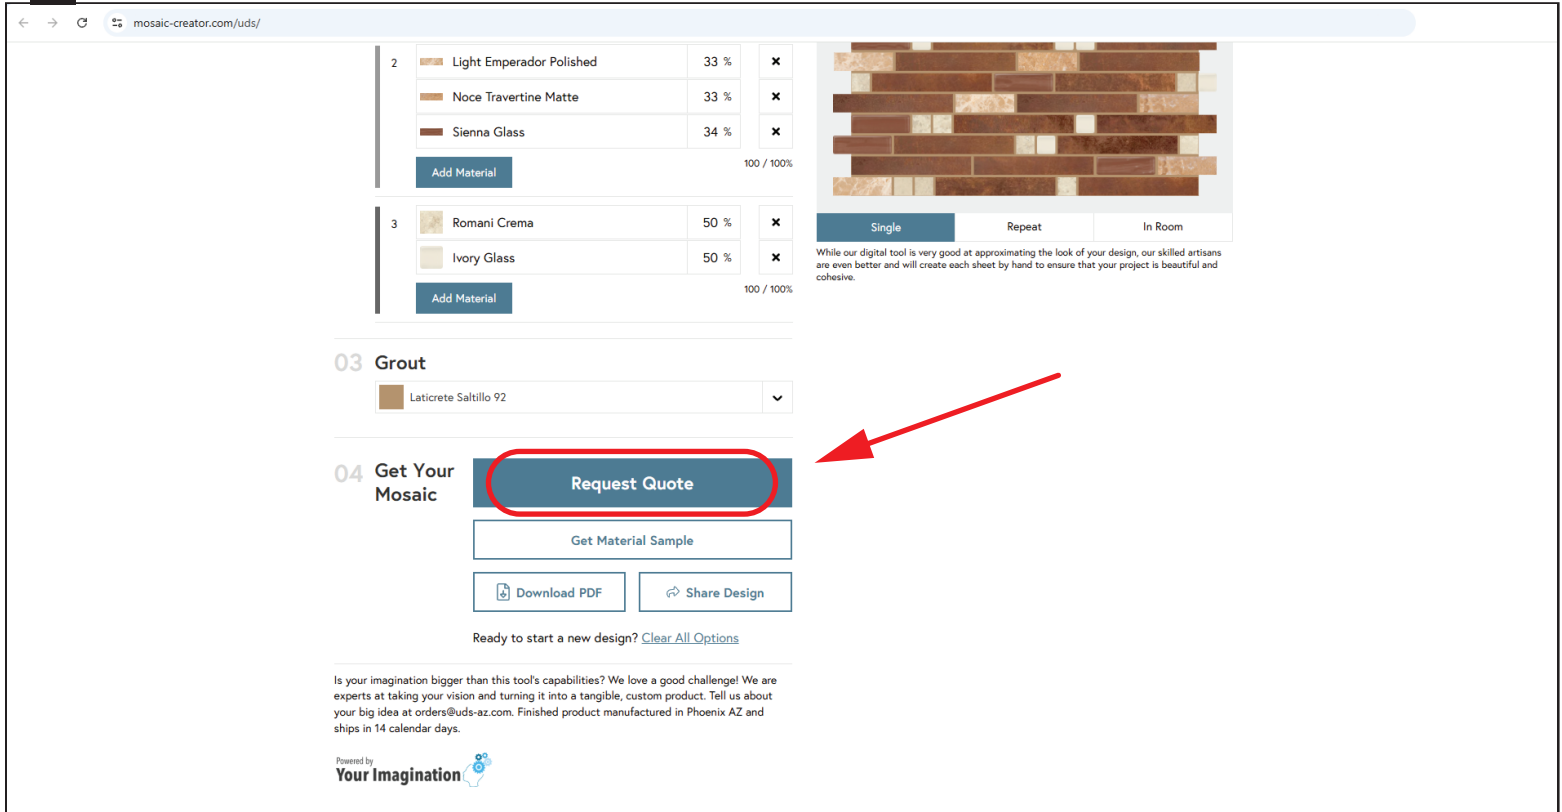 mosaic-creator.com/uds/
2
Light Emperador Polished 33 %
Noce Travertine Matte 33 %
Sienna Glass 34 %
Add Material
100 / 100%
3
Romani Crema 50 %
Ivory Glass 50 %
Add Material
100 / 100%
03 Grout
Laticrete Saltillo 92
04 Get Your
Mosaic
Request Quote
Get Material Sample
Download PDF
Share Design
Ready to start a new design? Clear All Options
Is your imagination bigger than this tool's capabilities? We love a good challenge! We are
experts at taking your vision and turning it into a tangible, custom product. Tell us about
your big idea at orders@uds-az.com. Finished product manufactured in Phoenix AZ and
ships in 14 calendar days.
Powered by
Your Imagination
Single Repeat In Room
While our digital tool is very good at approximating the look of your design, our skilled artisans
are even better and will create each sheet by hand to ensure that your project is beautiful and
cohesive.